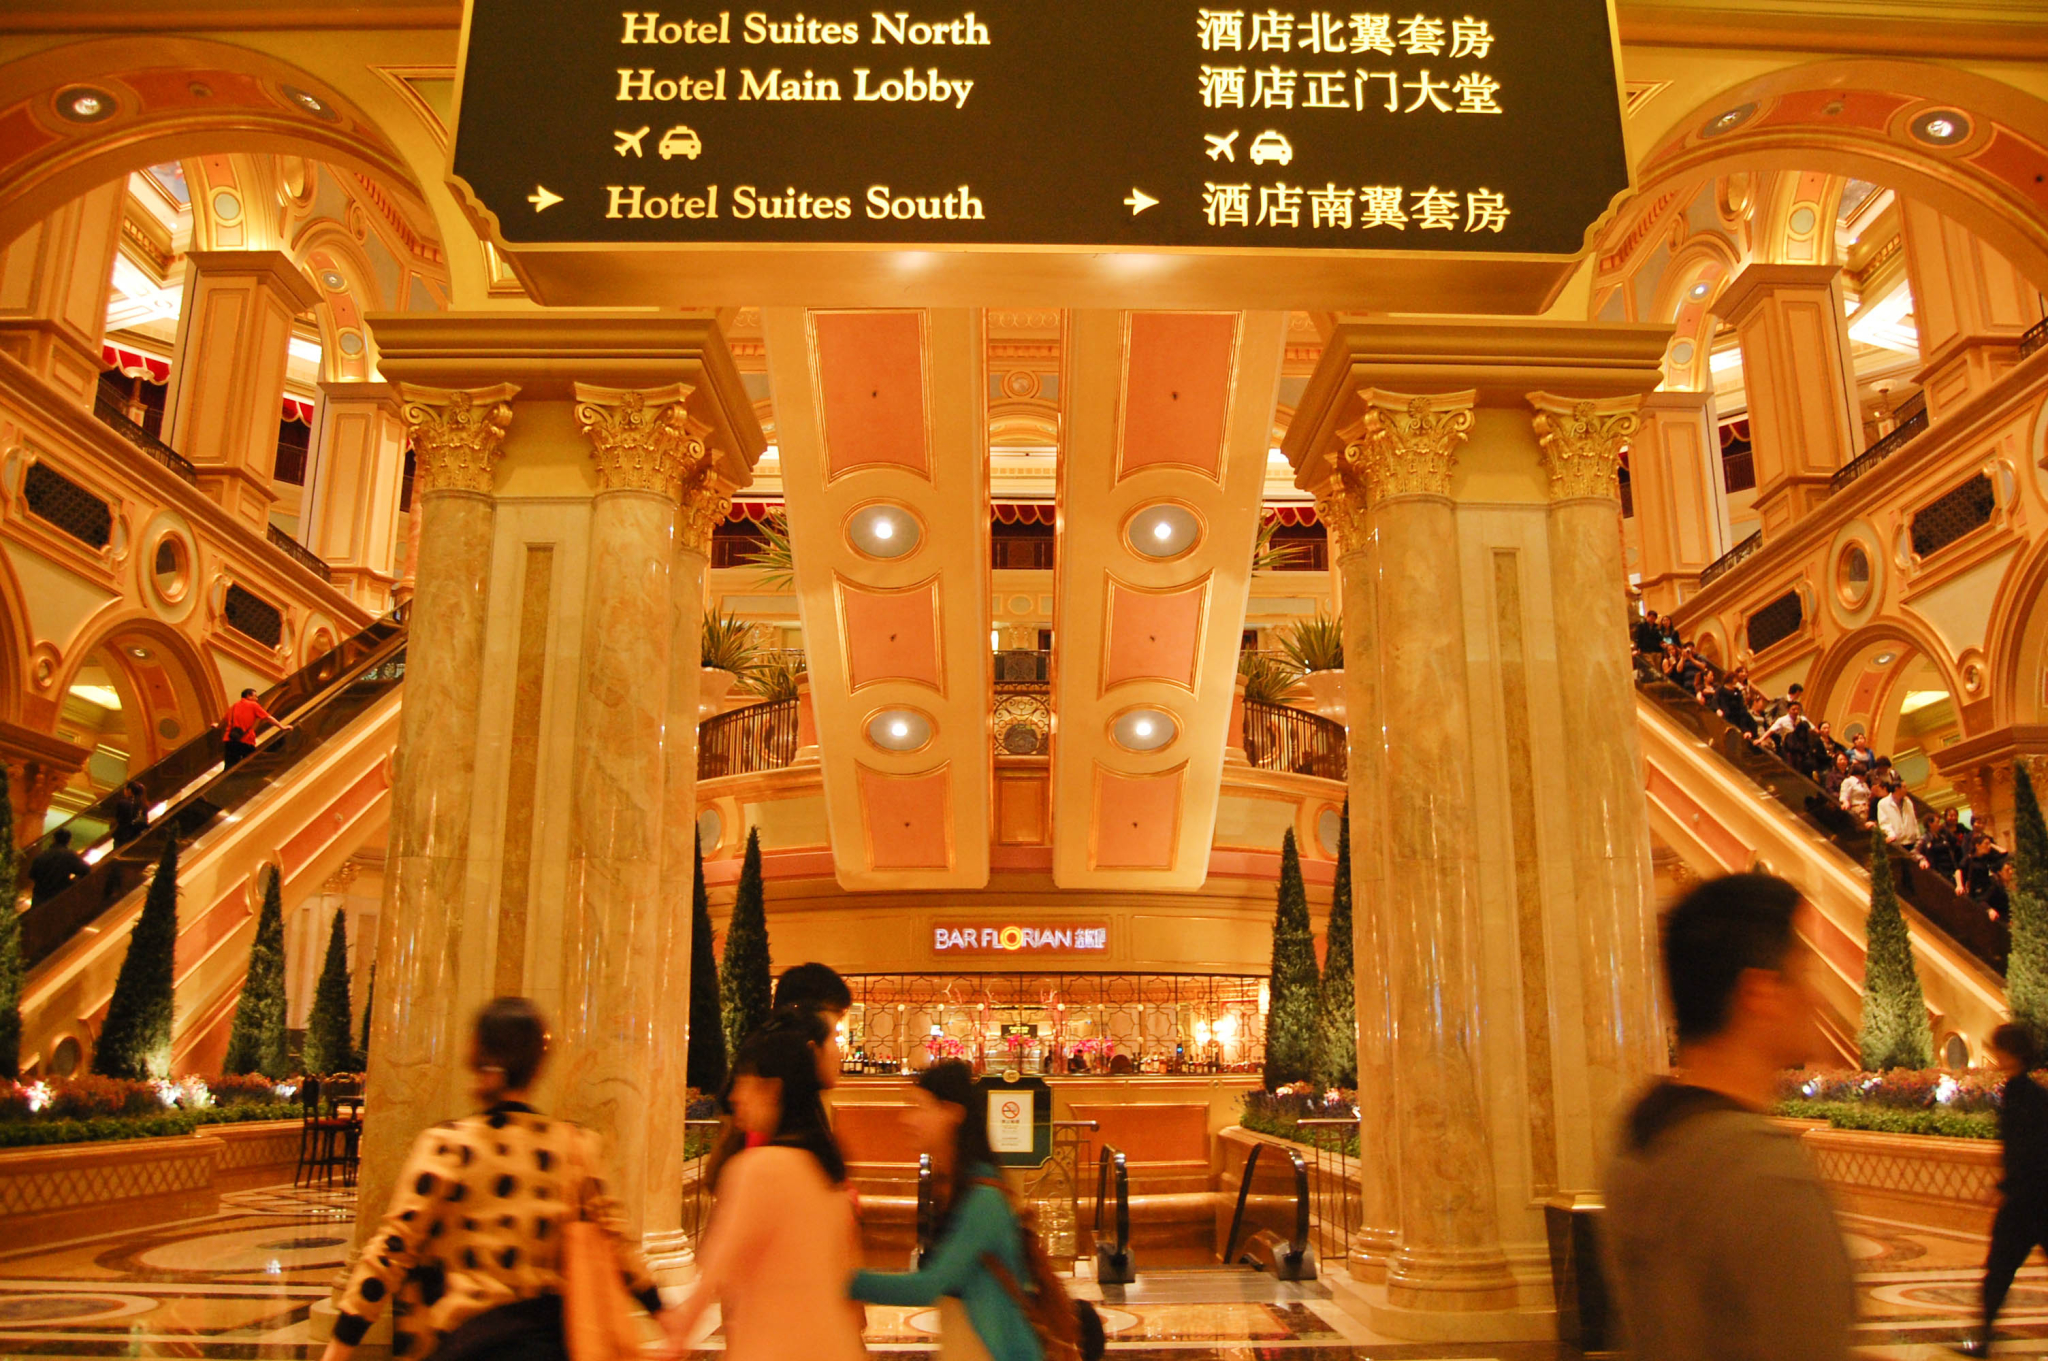 Hotel Suites North
酒店北翼套房
Hotel Main Lobby
酒店正门大堂
Hotel Suites South
酒店南翼套房
BAR FLORIAN